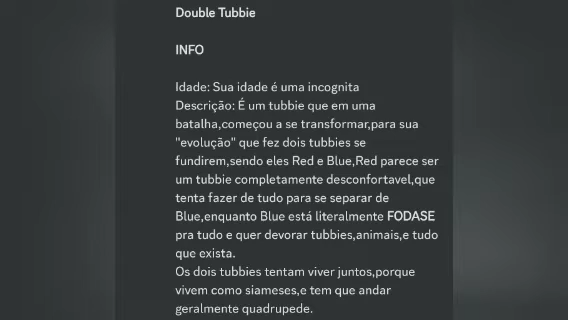 Double Tubbie
INFO
Idade: Sua idade é uma incognita
Descrição: É um tubbie que em uma
batalha,começou a se transformar,para sua
"evolução" que fez dois tubbies se
fundirem,sendo eles Red e Blue,Red parece ser
um tubbie completamente desconfortavel,que
tenta fazer de tudo para se separar de
Blue,enquanto Blue está literalmente FODASE
pra tudo e quer devorar tubbies,animais,e tudo
que exista.
Os dois tubbies tentam viver juntos,porque
vivem como siameses,e tem que andar
geralmente quadrupede.